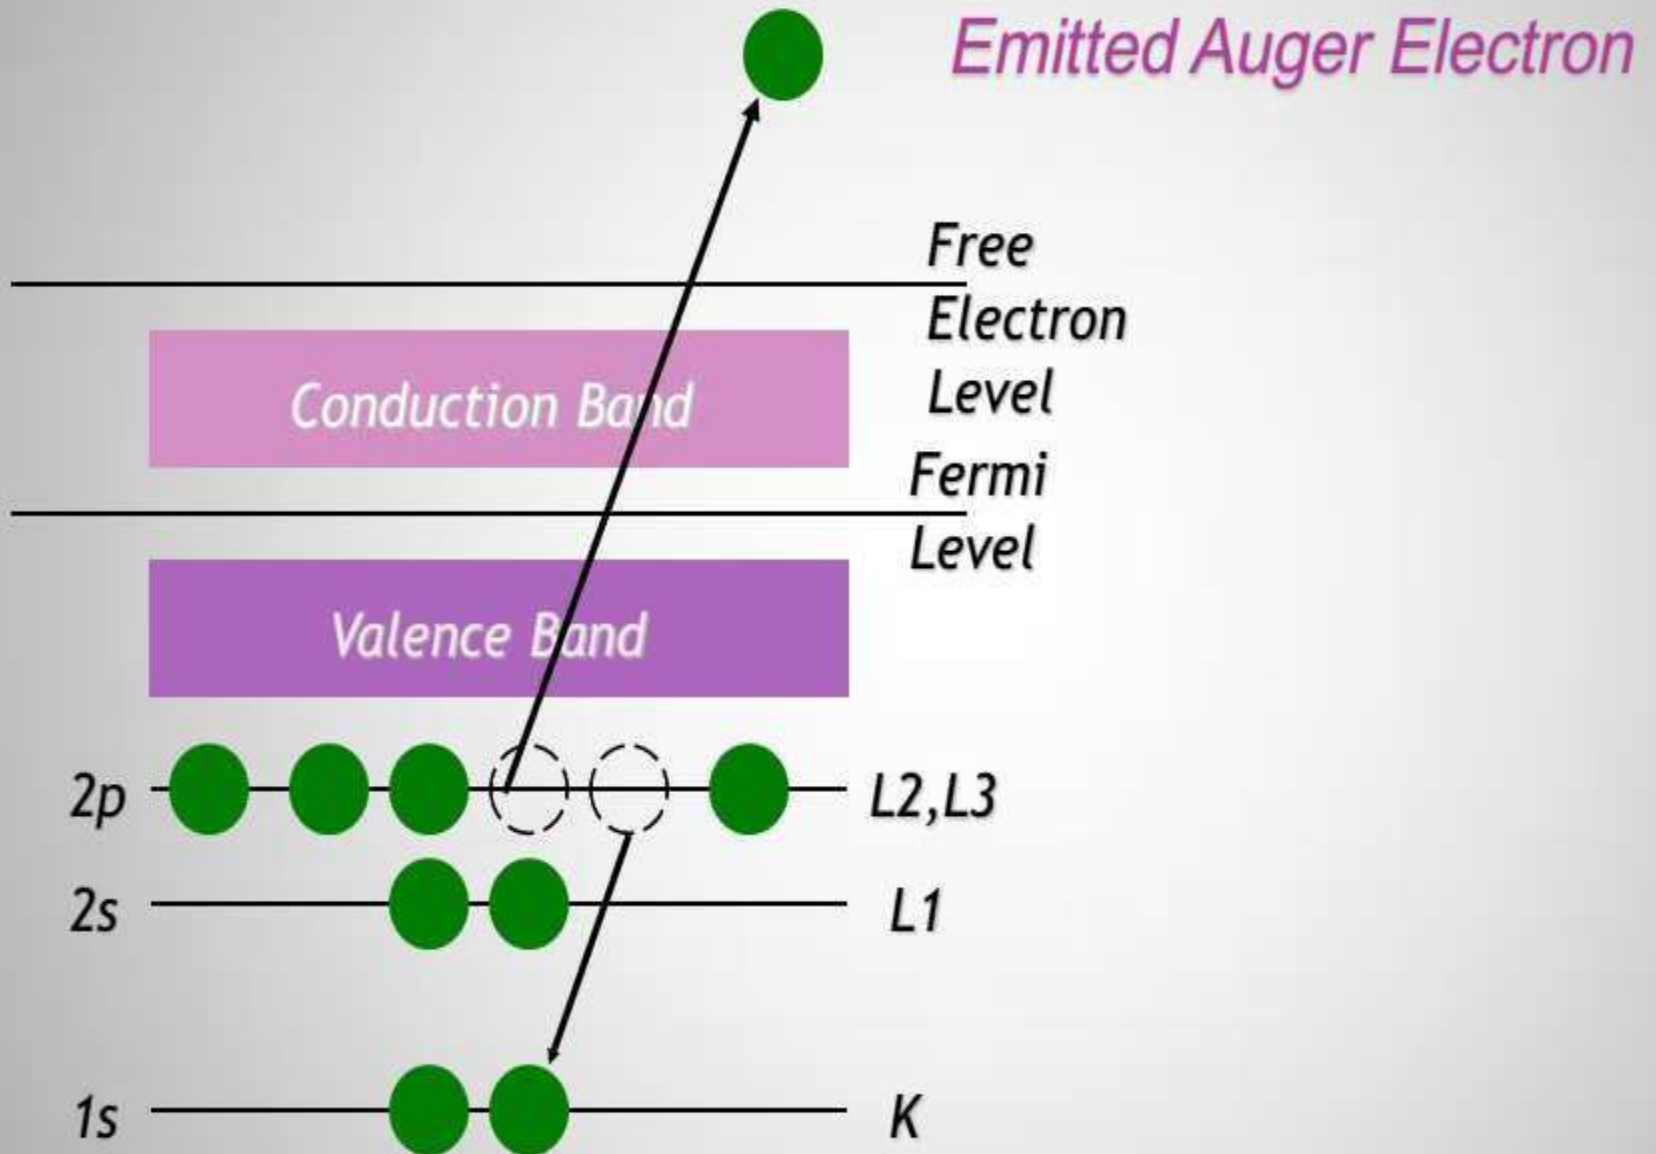 Emitted Auger Electron
Free
Electron
Level
Conduction Band
Fermi
Level
Valence Band
2p
L2,L3
2s
L1
1s
K